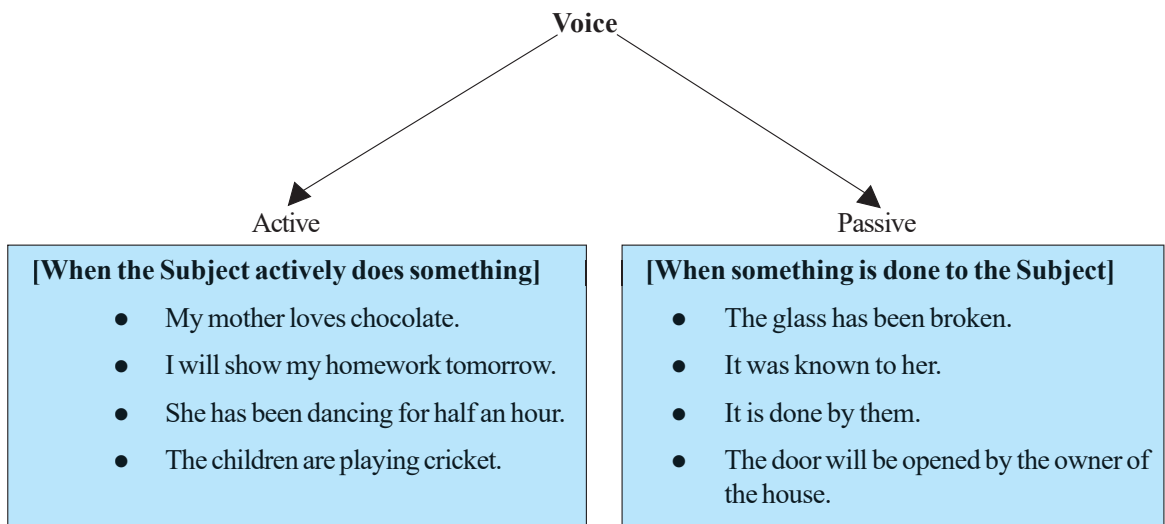 Voice
Active
[When the Subject actively does something]
● My mother loves chocolate.
● I will show my homework tomorrow.
● She has been dancing for half an hour.
● The children are playing cricket.
Passive
[When something is done to the Subject]
● The glass has been broken.
● It was known to her.
● It is done by them.
● The door will be opened by the owner of
the house.